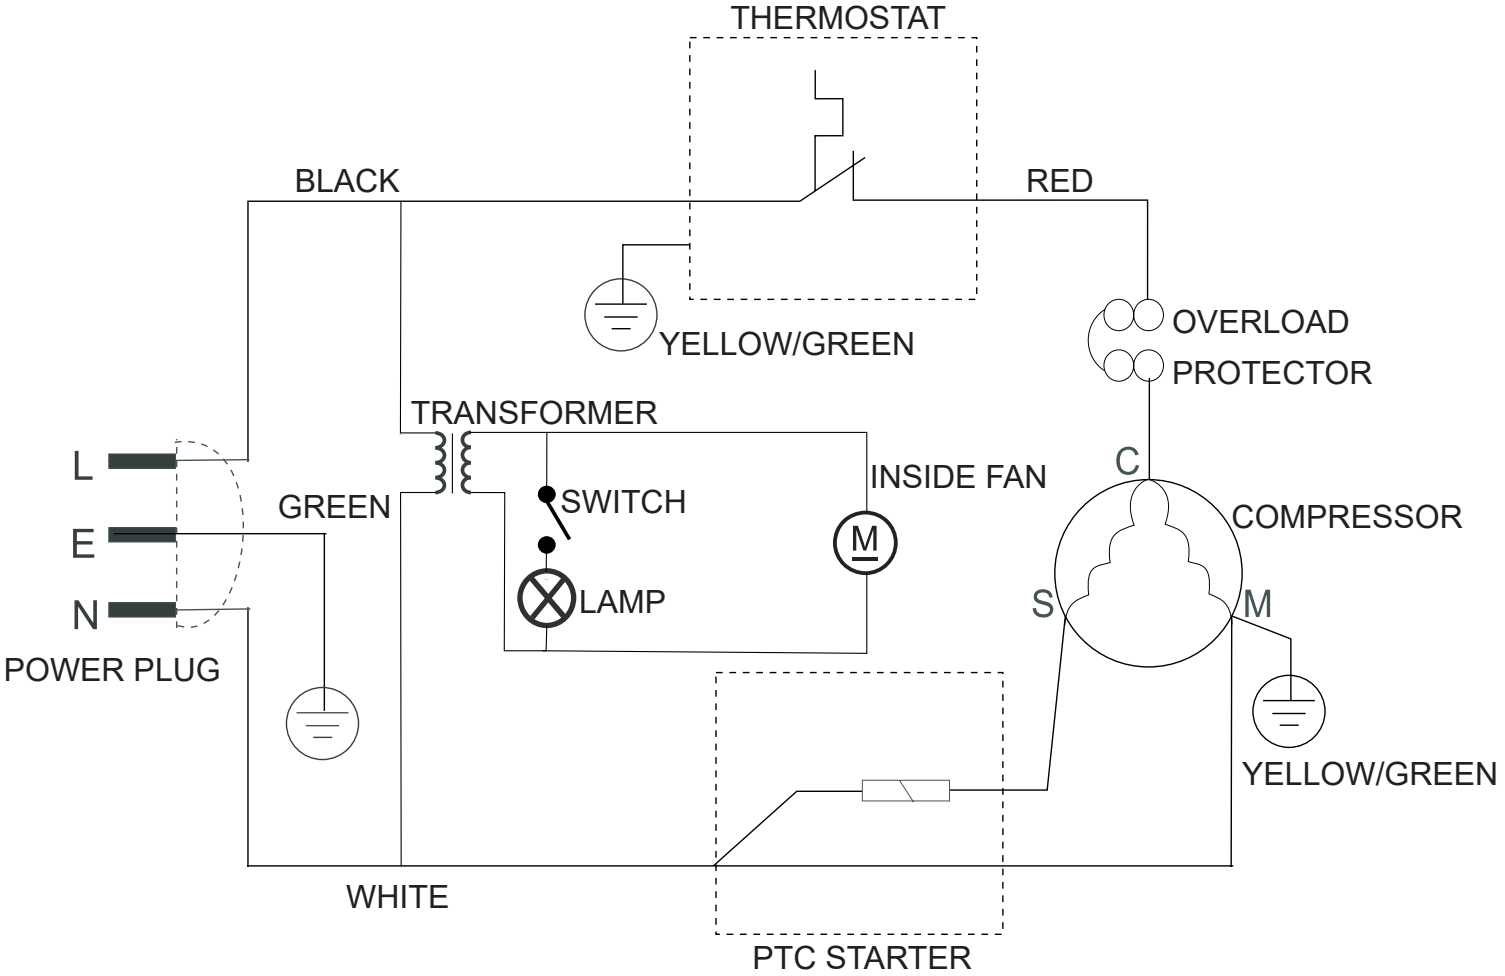 THERMOSTAT
BLACK
RED
OVERLOAD
YELLOW/GREEN
PROTECTOR
TRANSFORMER
L
C
INSIDE FAN
GREEN
SWITCH
COMPRESSOR
E
M
N
LAMP
S
M
POWER PLUG
YELLOW/GREEN
WHITE
PTC STARTER